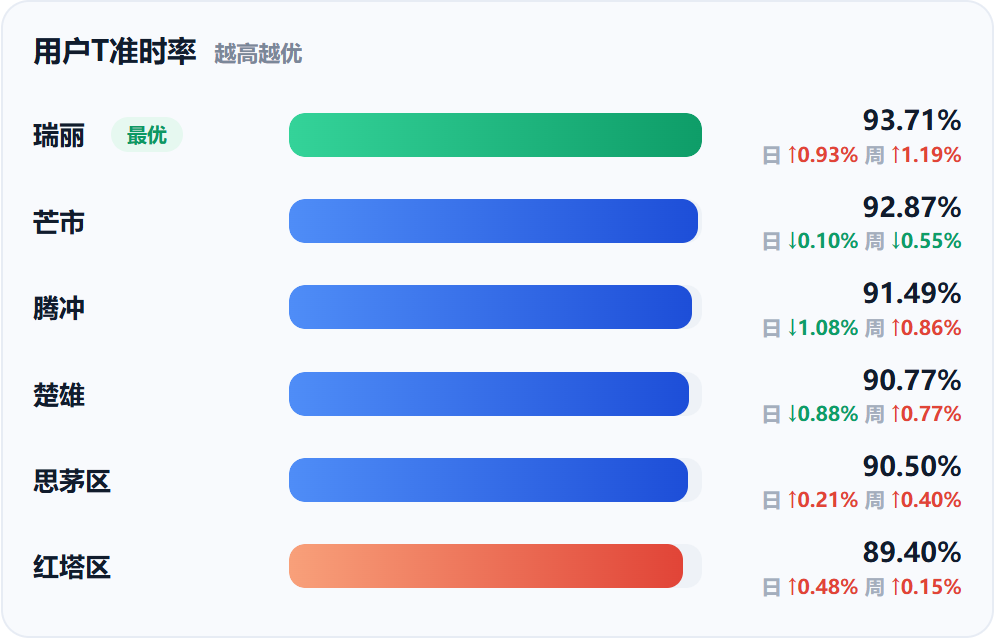 用户T准时率 越高越优
瑞丽 最优 93.71%
日 ↑0.93% 周 ↑1.19%
芒市 92.87%
日 ↓0.10% 周 ↓0.55%
腾冲 91.49%
日 ↓1.08% 周 ↑0.86%
楚雄 90.77%
日 ↓0.88% 周 ↑0.77%
思茅区 90.50%
日 ↑0.21% 周 ↑0.40%
红塔区 89.40%
日 ↑0.48% 周 ↑0.15%